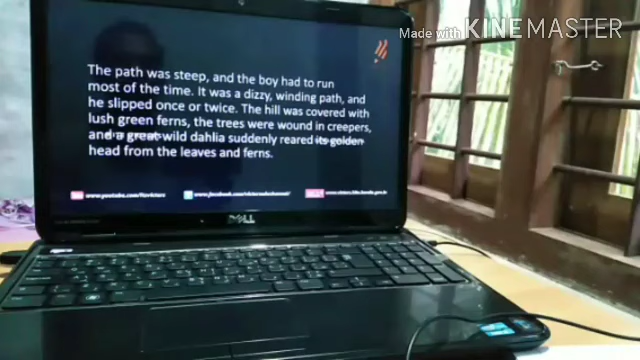 Made with KINEMASTER
The path was steep, and the boy had to run
most of the time. It was a dizzy, winding path, and
he slipped once or twice. The hill was covered with
lush green ferns, the trees were wound in creepers,
and a great wild dahlia suddenly reared its golden
head from the leaves and ferns.
DELL